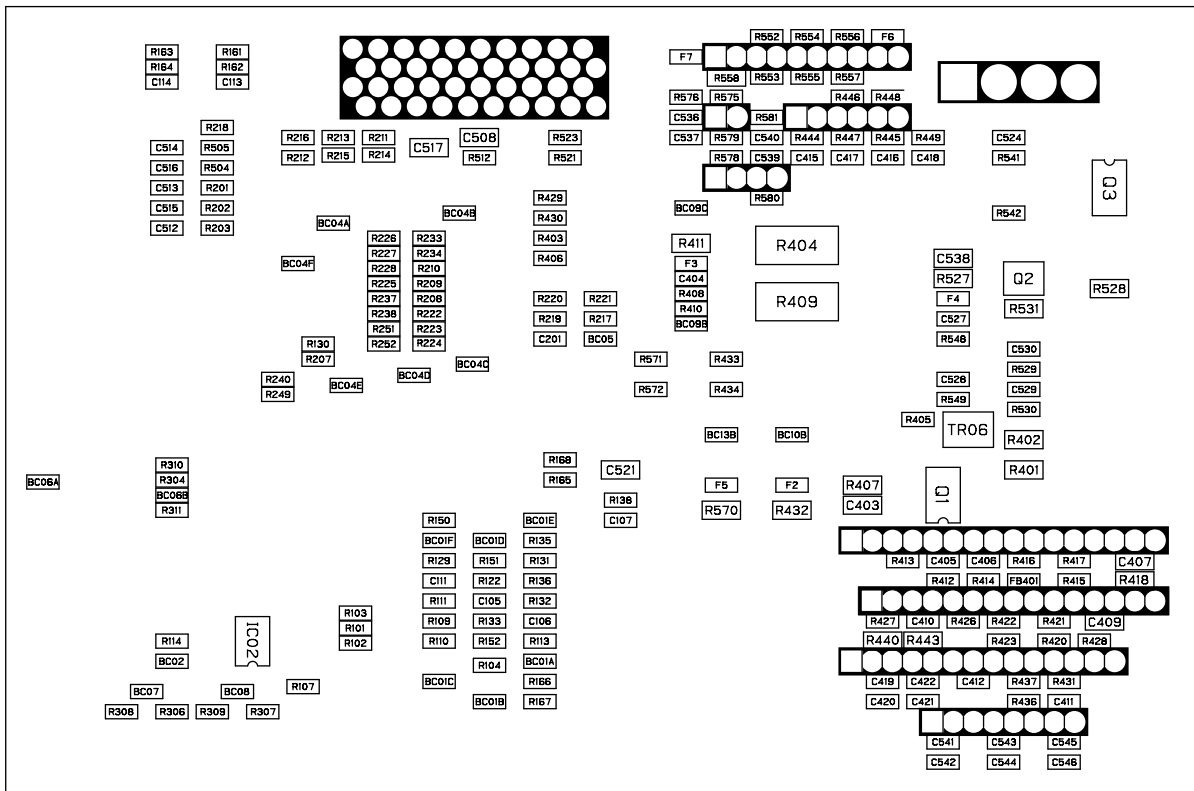 R552 R554 R556 F6
R163 R161
F7
R164 R162
C114 C113
R558 R553 R555 R557
R576 R575 R446 R448
C536 R581
R218
C537 R579 C540 R444 R447 R445 R449 C524
R216 R213 R211 C517 C508 R523
C514 R505
R212 R215 R214 R512 R521
R578 C539 C415 C417 C416 C418 R541
C516 R504
C513 R201
Q3
R429 R580
C515 R202
BC04A BC04B BC09C R542
R430
C512 R203
R226 R233 R403 R411 R404
R227 R234
BC04F R228 R210 R406 F3 C538
R225 R209 C404 R527 Q2
R237 R208 R220 R221 R408 R409 F4 R528
R238 R222 R410 R531
R251 R223 R219 R217 BC09B C527
R130 R252 R224 C201 BC05 R546 C530
R207 BC04C R571 R433
R240 BC04E BC04D R529
R249 R572 R434 C528 C529
R549 R530
R405 TR06
BC13B BC10B R402
R310 R168
BC06A R304 R165 C521 R401
BC06B F5 F2 R407 Q1
R311 R138 R570 R432 C403
R150 BC01E C107
BC01F BC01D R135
R129 R151 R131 R413 C405 C406 R416 R417 C407
C111 R122 R136 R412 R414 FB401 R415 R418
R111 C105 R132
R103
R109 R133 C106 R427 C410 R426 R422 R421 C409
R101
IC02
R114 R102 R110 R152 R113 R440 R443 R423 R420 R428
BC02 R104 BC01A
BC01C R166 C419 C422 C412 R437 R431
BC07 BC08 R107
BC01B R167 C420 C421 R436 C411
R308 R306 R309 R307
C541 C543 C545
C542 C544 C546